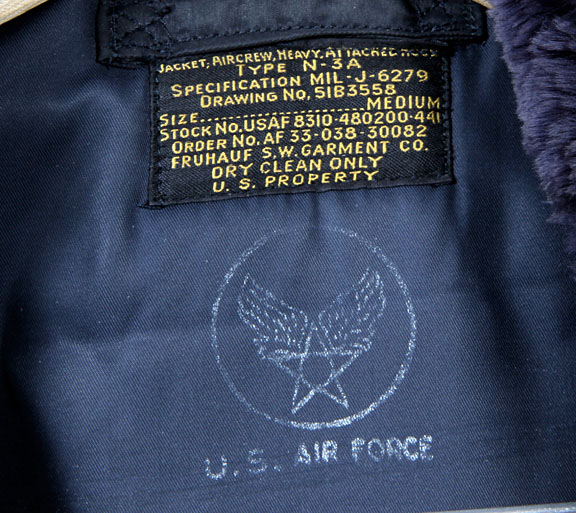 JACKET, AIRCREW, HEAVY, ATTACHED HOOD
TYPE N-3A
SPECIFICATION MIL-J-6279
DRAWING NO, 51B3558
SIZE....................MEDIUM
STOCK NO. USAF 8310-480200-441
ORDER NO. AF 33-038-30082
FRUHAUF S.W. GARMENT CO.
DRY CLEAN ONLY
U. S. PROPERTY
U. S. AIR FORCE